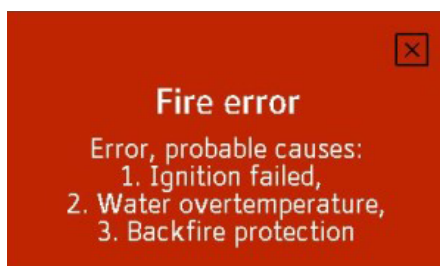 Fire error
Error, probable causes:
1. Ignition failed,
2. Water overtemperature,
3. Backfire protection